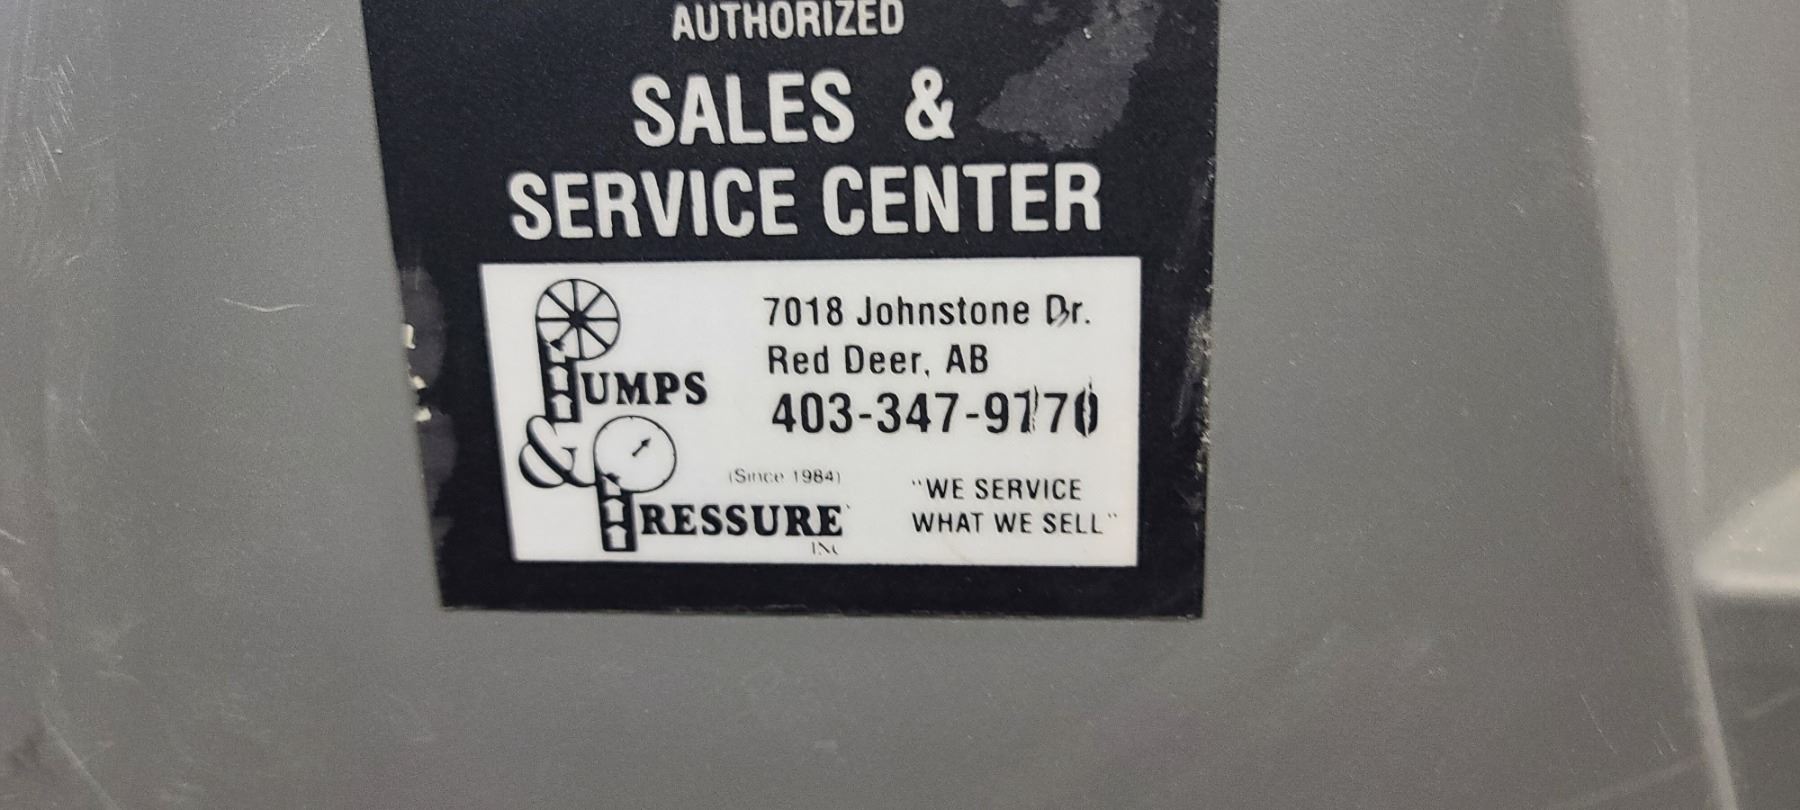 AUTHORIZED
SALES &
SERVICE CENTER
PUMPS
& PRESSURE
INC
(Since 1984)
7018 Johnstone Dr.
Red Deer, AB
403-347-9770
"WE SERVICE
WHAT WE SELL"